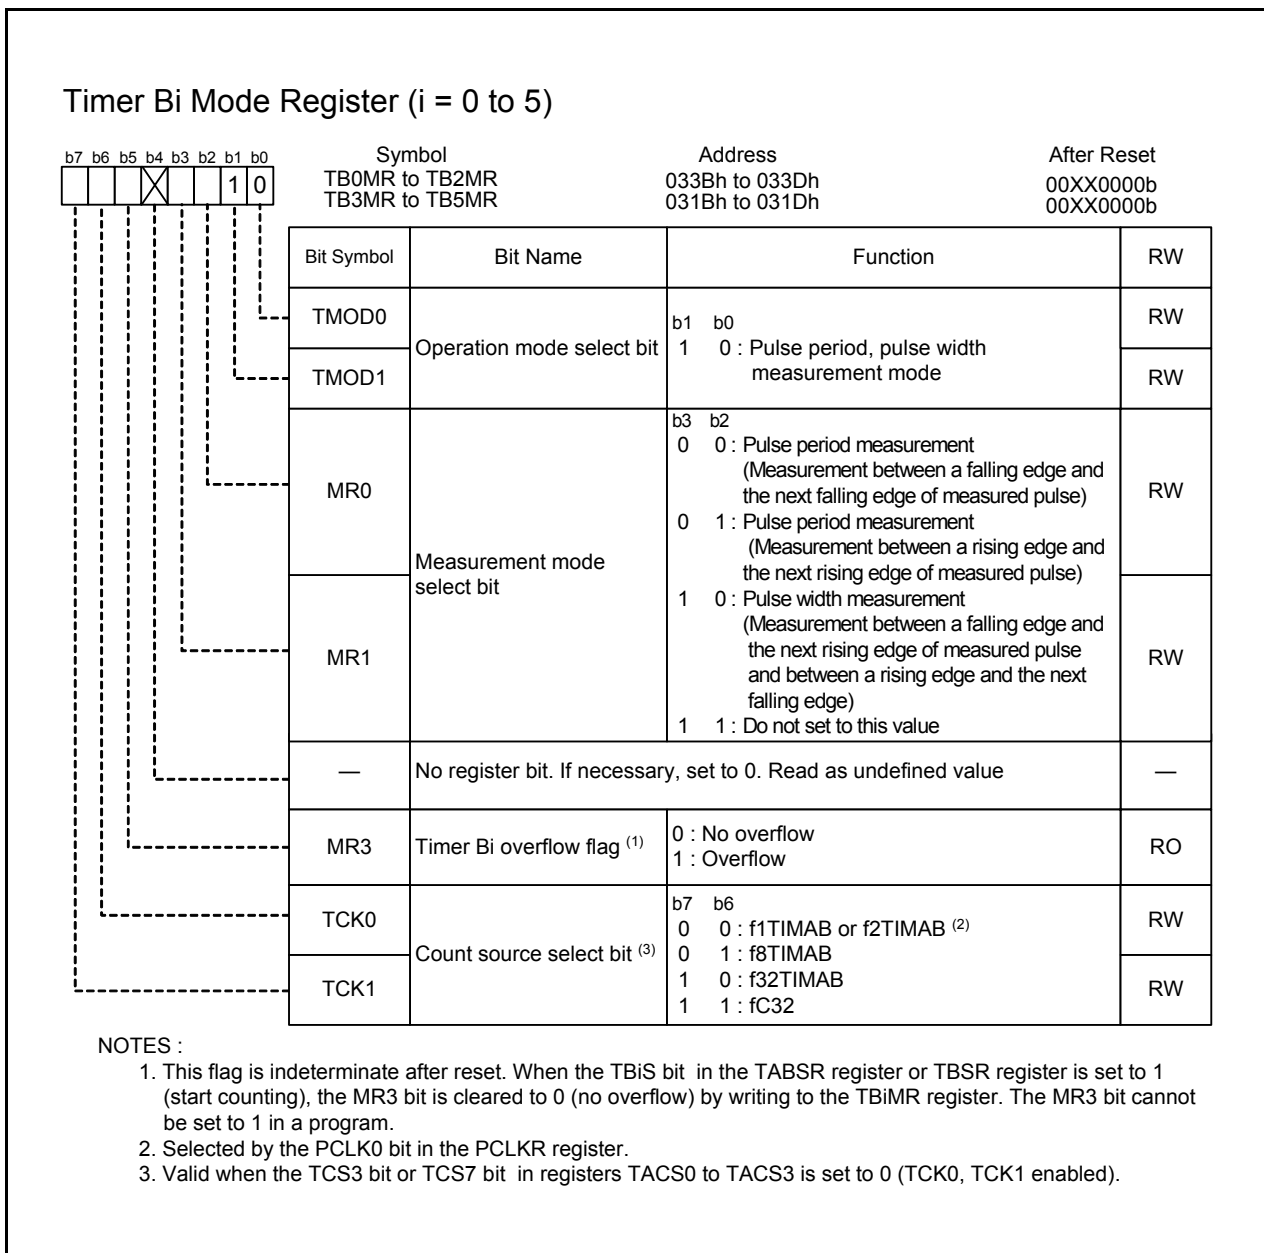 Timer Bi Mode Register (i = 0 to 5)
b7 b6 b5 b4 b3 b2 b1 b0
1 0
Symbol Address After Reset
TB0MR to TB2MR 033Bh to 033Dh 00XX0000b
TB3MR to TB5MR 031Bh to 031Dh 00XX0000b
Bit Symbol Bit Name Function RW
TMOD0 RW
Operation mode select bit
b1 b0
1 0 : Pulse period, pulse width
measurement mode
TMOD1 RW
MR0 RW
Measurement mode
select bit
b3 b2
0 0 : Pulse period measurement
(Measurement between a falling edge and
the next falling edge of measured pulse)
0 1 : Pulse period measurement
(Measurement between a rising edge and
the next rising edge of measured pulse)
1 0 : Pulse width measurement
(Measurement between a falling edge and
the next rising edge of measured pulse
and between a rising edge and the next
falling edge)
1 1 : Do not set to this value
MR1 RW
— No register bit. If necessary, set to 0. Read as undefined value —
MR3 Timer Bi overflow flag (1) RO
0 : No overflow
1 : Overflow
TCK0 RW
Count source select bit (3)
b7 b6
0 0 : f1TIMAB or f2TIMAB (2)
0 1 : f8TIMAB
1 0 : f32TIMAB
1 1 : fC32
TCK1 RW
NOTES :
1. This flag is indeterminate after reset. When the TBiS bit in the TABSR register or TBSR register is set to 1
(start counting), the MR3 bit is cleared to 0 (no overflow) by writing to the TBiMR register. The MR3 bit cannot
be set to 1 in a program.
2. Selected by the PCLK0 bit in the PCLKR register.
3. Valid when the TCS3 bit or TCS7 bit in registers TACS0 to TACS3 is set to 0 (TCK0, TCK1 enabled).